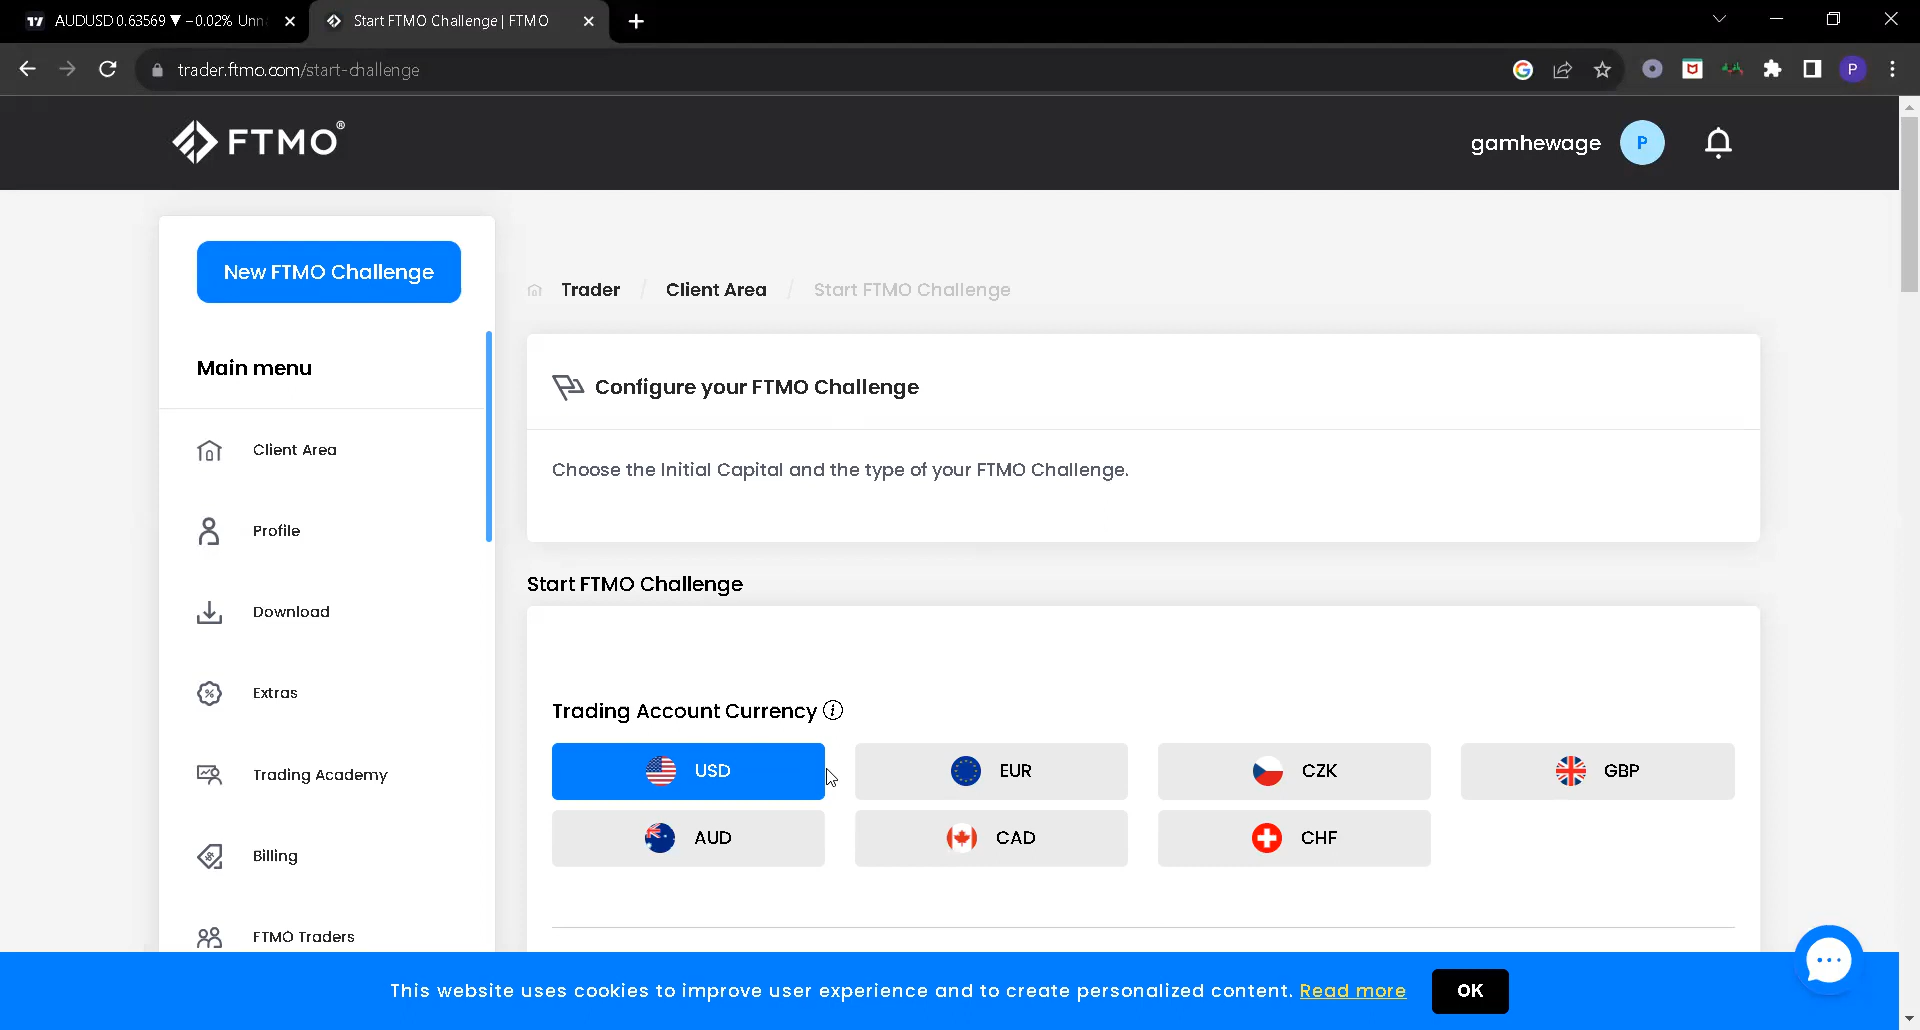 AUDUSD 0.63569 ▼ −0.02% Unn
Start FTMO Challenge | FTMO
trader.ftmo.com/start-challenge
P
FTMO®
gamhewage
P
New FTMO Challenge
Main menu
Client Area
Profile
Download
Extras
Trading Academy
Billing
FTMO Traders
Trader / Client Area / Start FTMO Challenge
Configure your FTMO Challenge
Choose the Initial Capital and the type of your FTMO Challenge.
Start FTMO Challenge
Trading Account Currency
USD
EUR
CZK
GBP
AUD
CAD
CHF
This website uses cookies to improve user experience and to create personalized content. Read more
OK